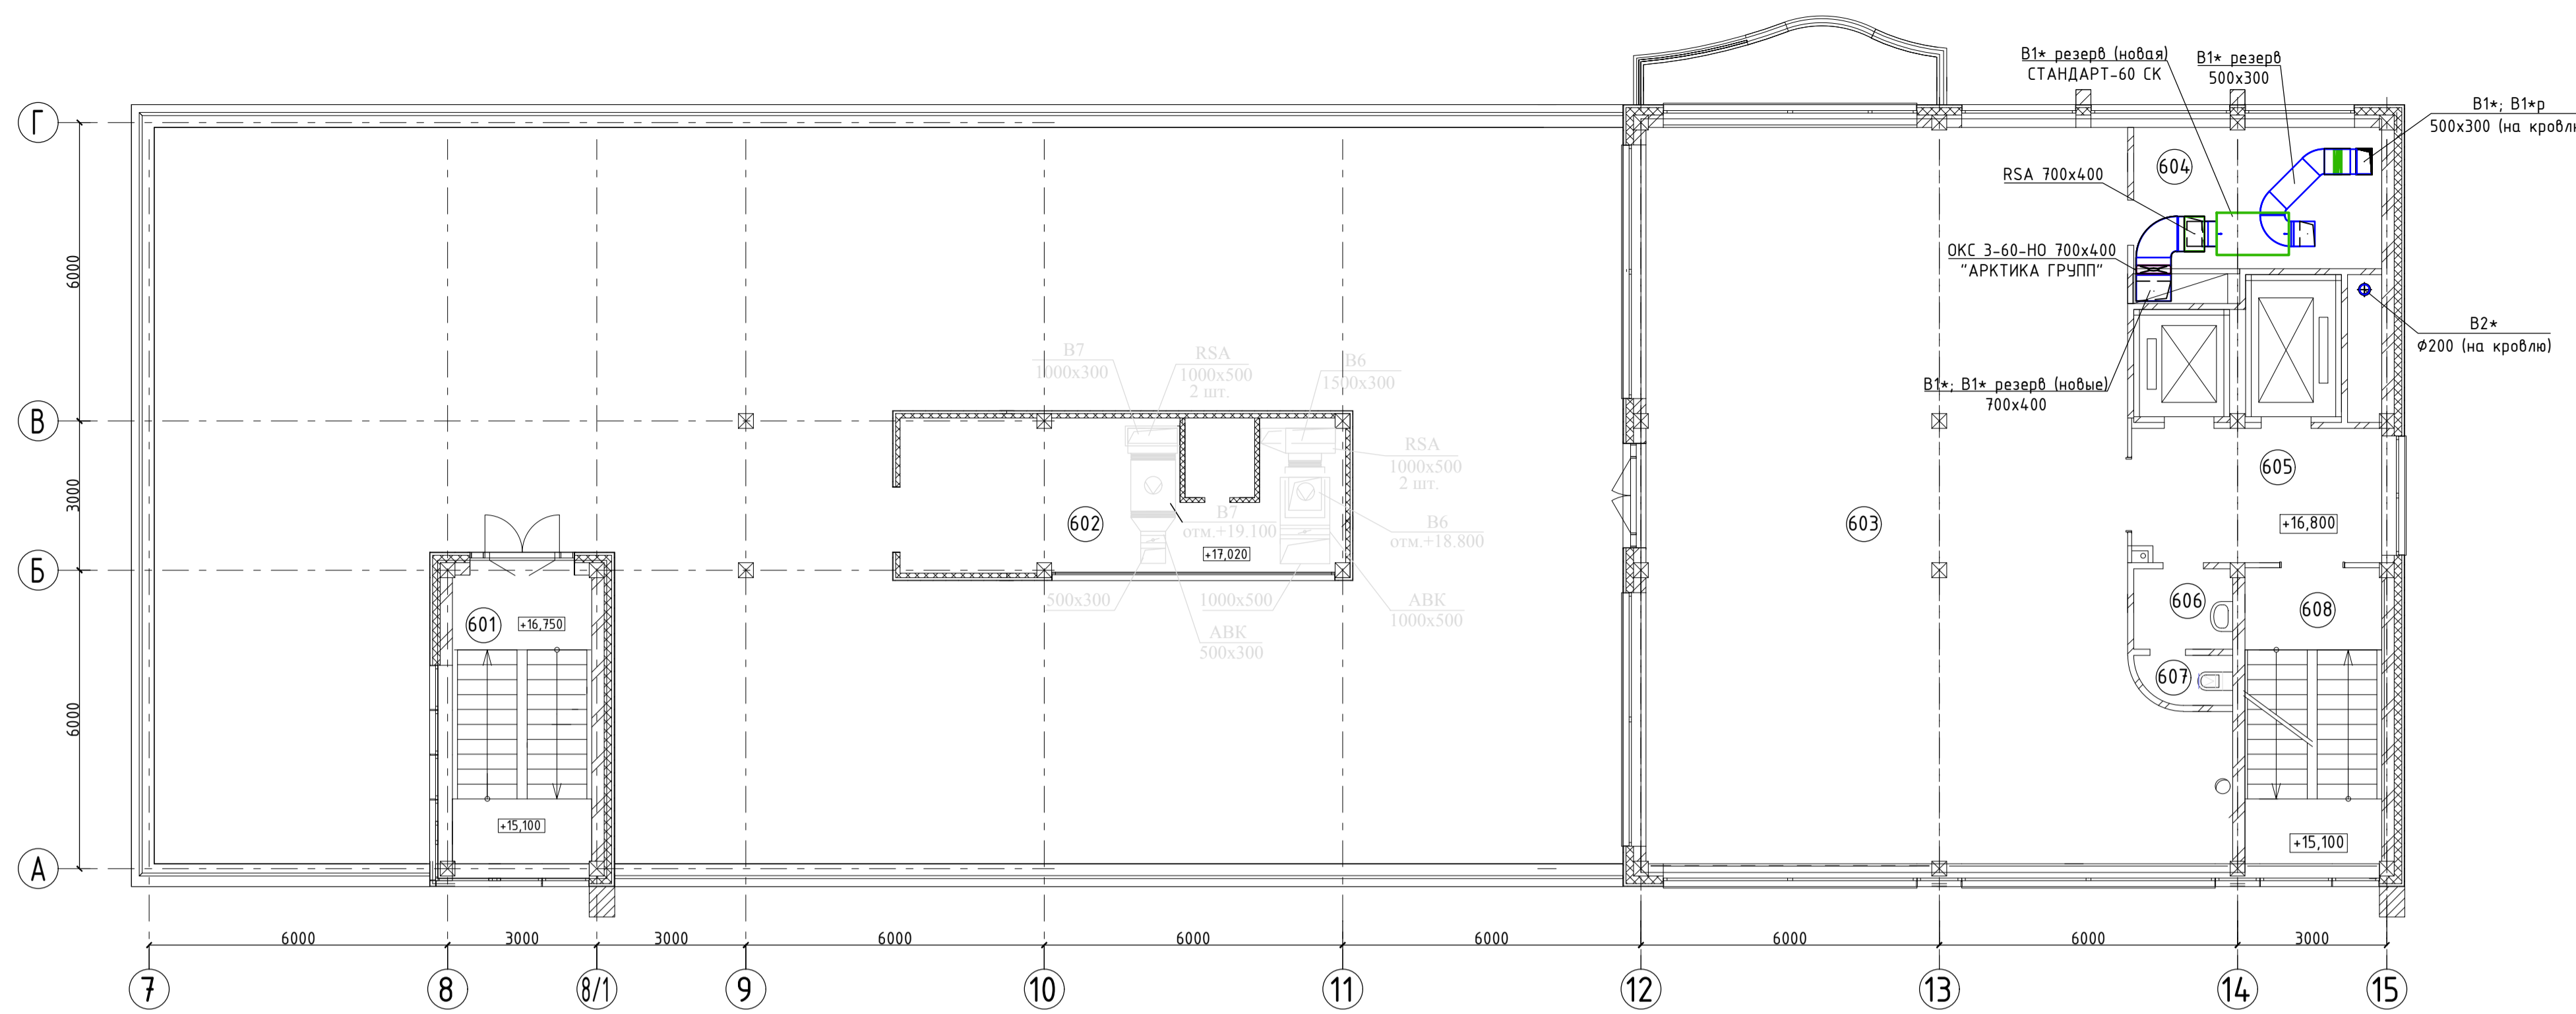 В1* резерв (новая)
СТАНДАРТ-60 СК
В1* резерв
500х300
В1*; В1*р
500х300 (на кровл
Г
604
RSA 700х400
ОКС 3-60-НО 700х400
"АРКТИКА ГРУПП"
В2*
Ф200 (на кровлю)
В1*; В1* резерв (новые)
700х400
6000
3000
6000
В
Б
А
В7
1000х300
RSA
1000х500
2 шт.
В6
1500х300
RSA
1000х500
2 шт.
602
В7
отм.+19.100
+17,020
В6
отм.+18.800
500х300
1000х500
АВК
1000х500
АВК
500х300
603
605
+16,800
606
608
607
601
+16,750
+15,100
+15,100
6000
3000
3000
6000
6000
6000
6000
6000
3000
7
8
8/1
9
10
11
12
13
14
15